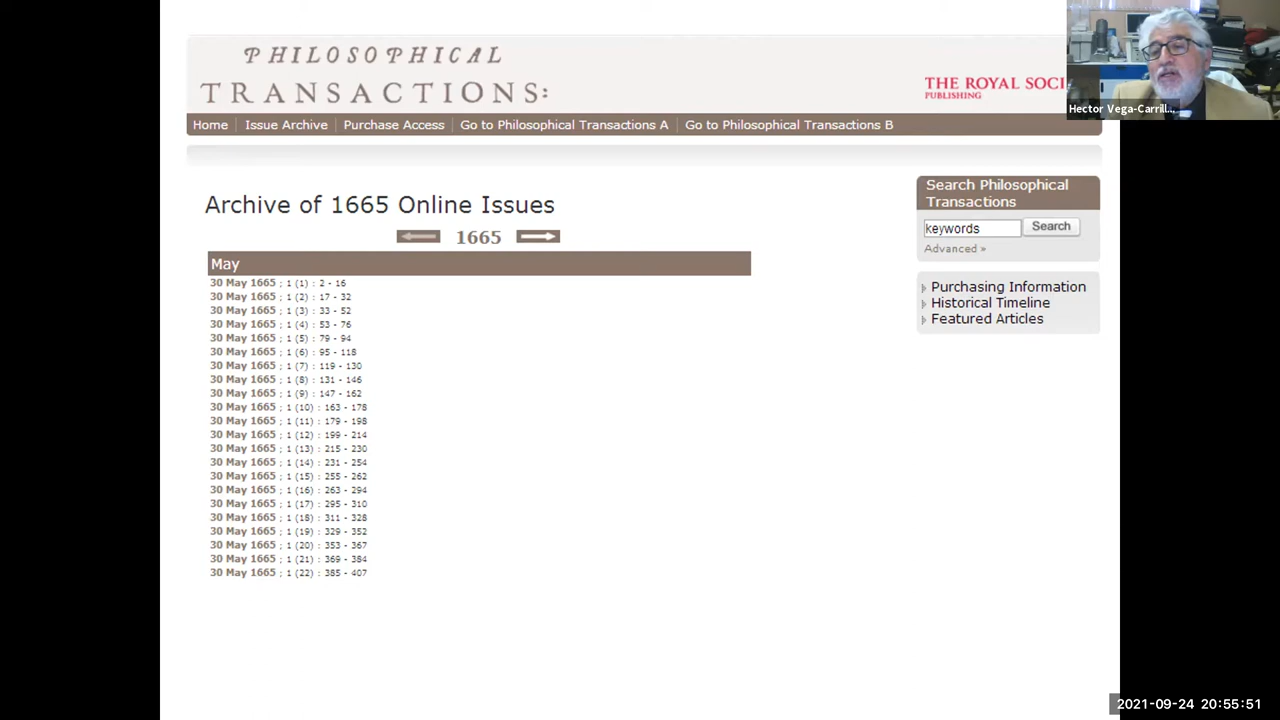 PHILOSOPHICAL
TRANSACTIONS:
THE ROYAL SOCI
PUBLISHING
Hector Vega-Carrill...
Home Issue Archive Purchase Access Go to Philosophical Transactions A Go to Philosophical Transactions B
Archive of 1665 Online Issues
1665
May
30 May 1665 ; 1 (1) : 2 - 16
30 May 1665 ; 1 (2) : 17 - 32
30 May 1665 ; 1 (3) : 33 - 52
30 May 1665 ; 1 (4) : 53 - 76
30 May 1665 ; 1 (5) : 79 - 94
30 May 1665 ; 1 (6) : 95 - 118
30 May 1665 ; 1 (7) : 119 - 130
30 May 1665 ; 1 (8) : 131 - 146
30 May 1665 ; 1 (9) : 147 - 162
30 May 1665 ; 1 (10) : 163 - 178
30 May 1665 ; 1 (11) : 179 - 198
30 May 1665 ; 1 (12) : 199 - 214
30 May 1665 ; 1 (13) : 215 - 230
30 May 1665 ; 1 (14) : 231 - 254
30 May 1665 ; 1 (15) : 255 - 262
30 May 1665 ; 1 (16) : 263 - 294
30 May 1665 ; 1 (17) : 295 - 310
30 May 1665 ; 1 (18) : 311 - 328
30 May 1665 ; 1 (19) : 329 - 352
30 May 1665 ; 1 (20) : 353 - 367
30 May 1665 ; 1 (21) : 369 - 384
30 May 1665 ; 1 (22) : 385 - 407
Search Philosophical
Transactions
keywords Search
Advanced »
Purchasing Information
Historical Timeline
Featured Articles
2021-09-24 20:55:51